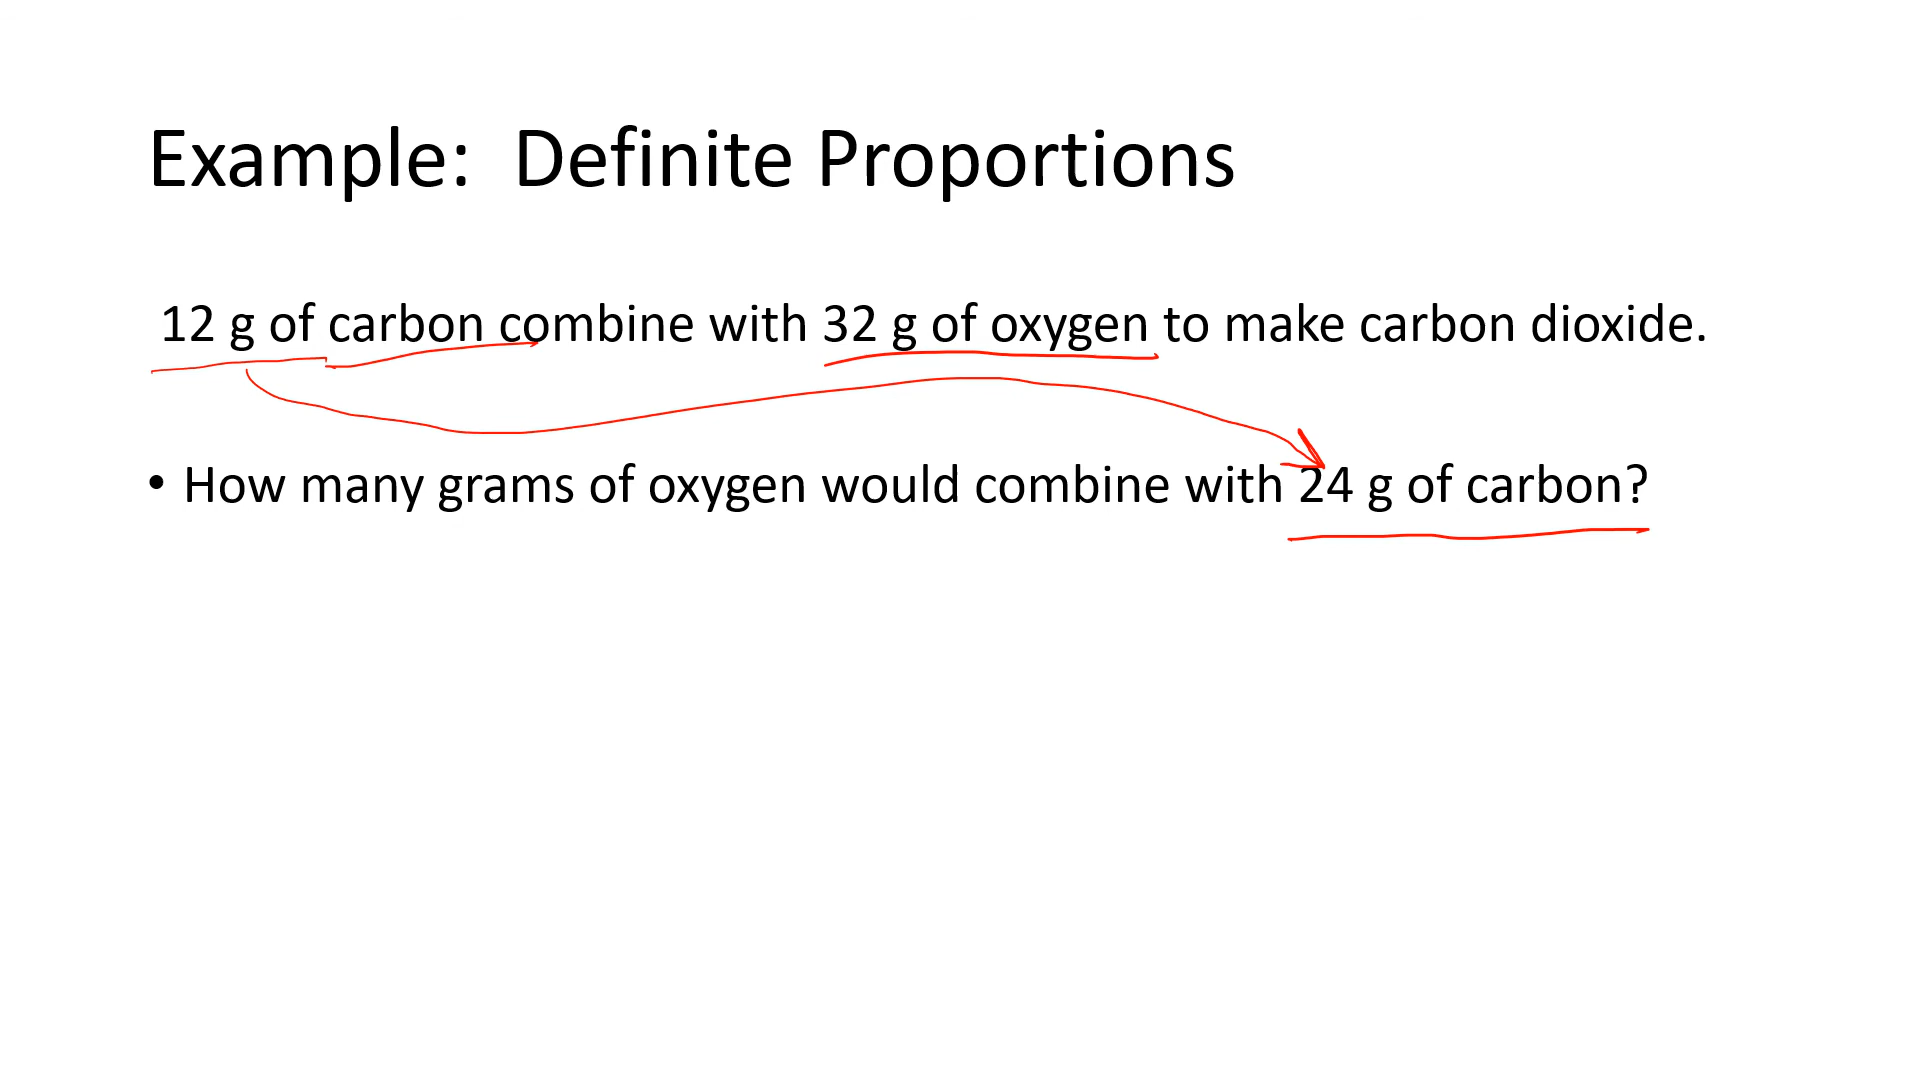 Example: Definite Proportions
12 g of carbon combine with 32 g of oxygen to make carbon dioxide.
• How many grams of oxygen would combine with 24 g of carbon?